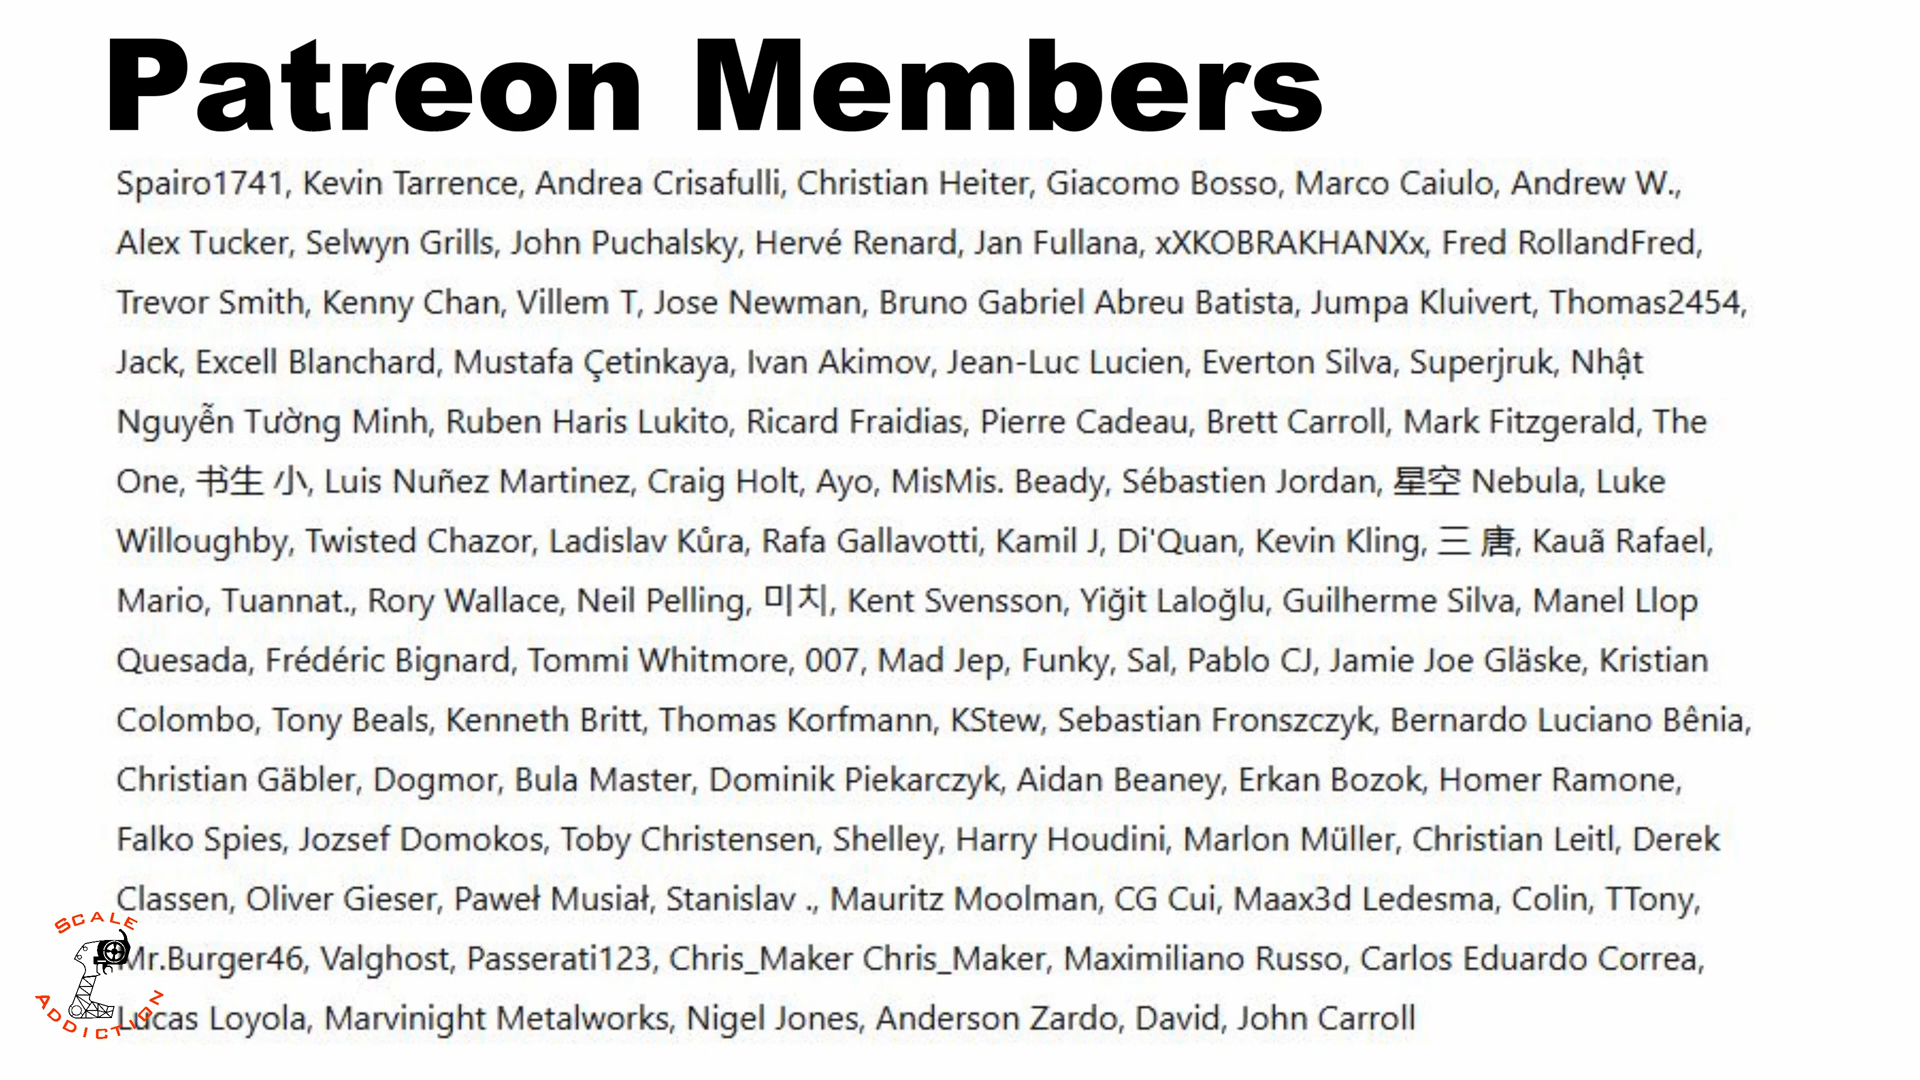 Patreon Members
Spairo1741, Kevin Tarrence, Andrea Crisafulli, Christian Heiter, Giacomo Bosso, Marco Caiulo, Andrew W.,
Alex Tucker, Selwyn Grills, John Puchalsky, Hervé Renard, Jan Fullana, xXKOBRAKHANXx, Fred RollandFred,
Trevor Smith, Kenny Chan, Villem T, Jose Newman, Bruno Gabriel Abreu Batista, Jumpa Kluivert, Thomas2454,
Jack, Excell Blanchard, Mustafa Çetinkaya, Ivan Akimov, Jean-Luc Lucien, Everton Silva, Superjruk, Nhật
Nguyễn Tường Minh, Ruben Haris Lukito, Ricard Fraidias, Pierre Cadeau, Brett Carroll, Mark Fitzgerald, The
One, 书生 小, Luis Nuñez Martinez, Craig Holt, Ayo, MisMis. Beady, Sébastien Jordan, 星空 Nebula, Luke
Willoughby, Twisted Chazor, Ladislav Kůra, Rafa Gallavotti, Kamil J, Di'Quan, Kevin Kling, 三 唐, Kauã Rafael,
Mario, Tuannat., Rory Wallace, Neil Pelling, 미치, Kent Svensson, Yiğit Laloğlu, Guilherme Silva, Manel Llop
Quesada, Frédéric Bignard, Tommi Whitmore, 007, Mad Jep, Funky, Sal, Pablo CJ, Jamie Joe Gläske, Kristian
Colombo, Tony Beals, Kenneth Britt, Thomas Korfmann, KStew, Sebastian Fronszczyk, Bernardo Luciano Bênia,
Christian Gäbler, Dogmor, Bula Master, Dominik Piekarczyk, Aidan Beaney, Erkan Bozok, Homer Ramone,
Falko Spies, Jozsef Domokos, Toby Christensen, Shelley, Harry Houdini, Marlon Müller, Christian Leitl, Derek
Classen, Oliver Gieser, Paweł Musiał, Stanislav ., Mauritz Moolman, CG Cui, Maax3d Ledesma, Colin, TTony,
Mr.Burger46, Valghost, Passerati123, Chris_Maker Chris_Maker, Maximiliano Russo, Carlos Eduardo Correa,
Lucas Loyola, Marvinight Metalworks, Nigel Jones, Anderson Zardo, David, John Carroll
SCALE
ADDICTION